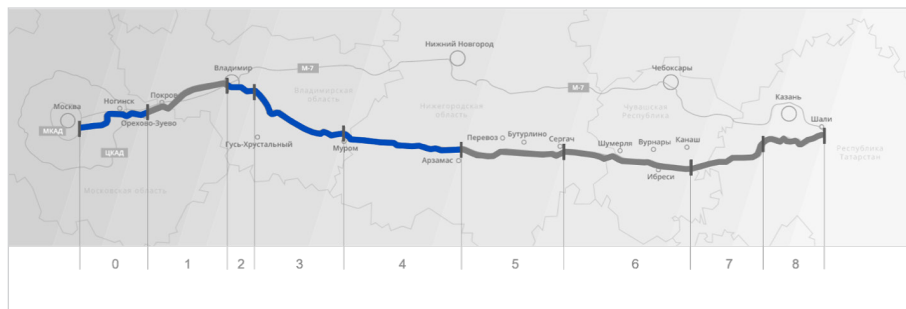 Нижний Новгород
Владимир
М-7
Чебоксары
М-7
Владимирская
область
Москва
Ногинск
Покров
Казань
Нижегородская
область
Чувашская
Республика
Шали
МКАД
Орехово-Зуево
Перевоз
Бутурлино
Сергач
Шумерля
Вурнары
Канаш
Гусь-Хрустальный
Муром
Арзамас
Ибреси
Республика
Татарстан
ЦКАД
Московская область
0
1
2
3
4
5
6
7
8